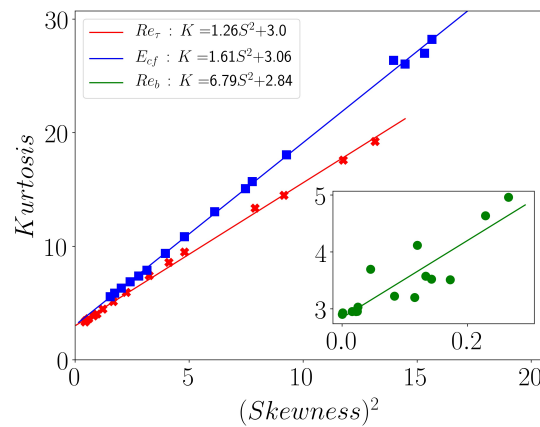 30
20
10
0
Kurtosis
Re_τ : K=1.26S²+3.0
E_cf : K=1.61S²+3.06
Re_b : K=6.79S²+2.84
5
4
3
0.0 0.2
0 5 10 15 20
(Skewness)²